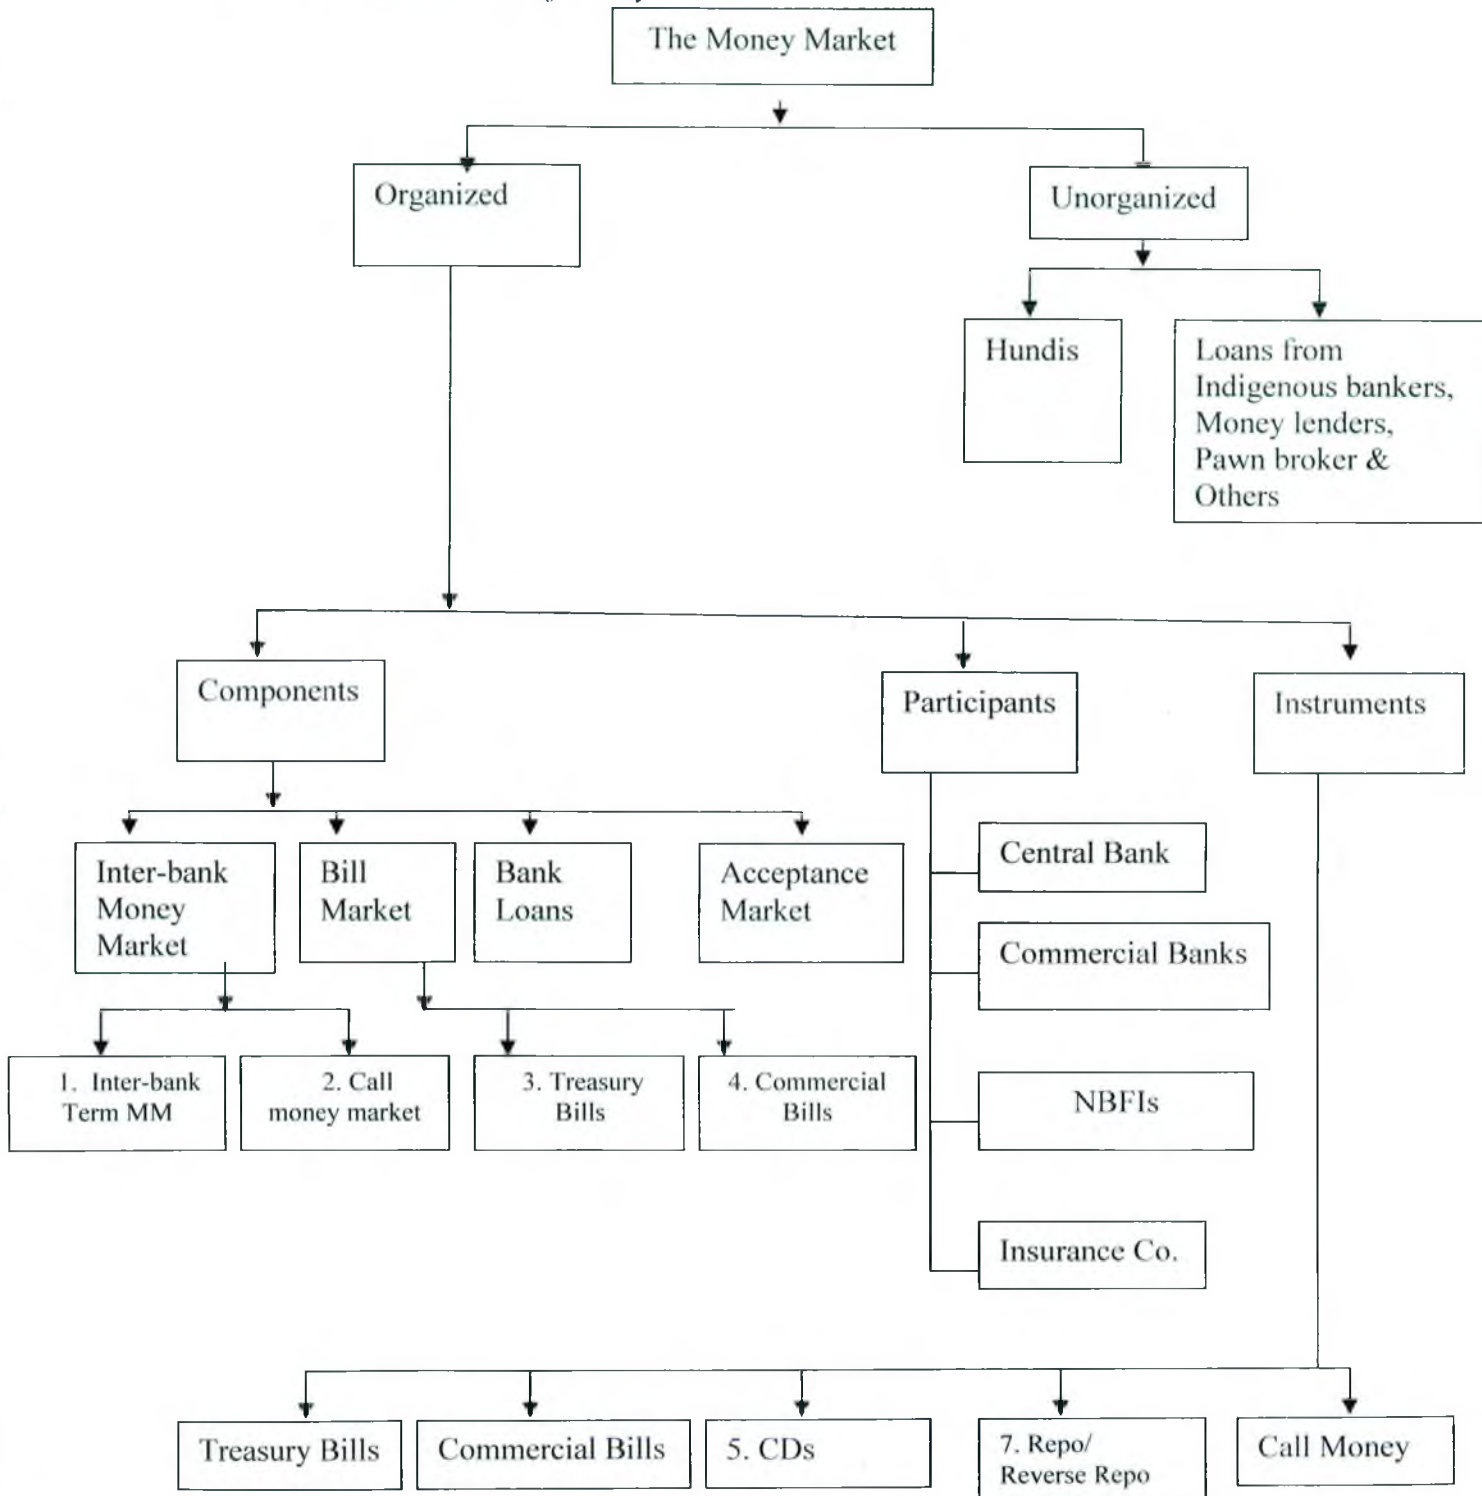 The Money Market
Organized
Unorganized
Hundis
Loans from
Indigenous bankers,
Money lenders,
Pawn broker &
Others
Components
Participants
Instruments
Inter-bank
Money
Market
Bill
Market
Bank
Loans
Acceptance
Market
Central Bank
Commercial Banks
NBFIs
Insurance Co.
1. Inter-bank
Term MM
2. Call
money market
3. Treasury
Bills
4. Commercial
Bills
Treasury Bills
Commercial Bills
5. CDs
7. Repo/
Reverse Repo
Call Money